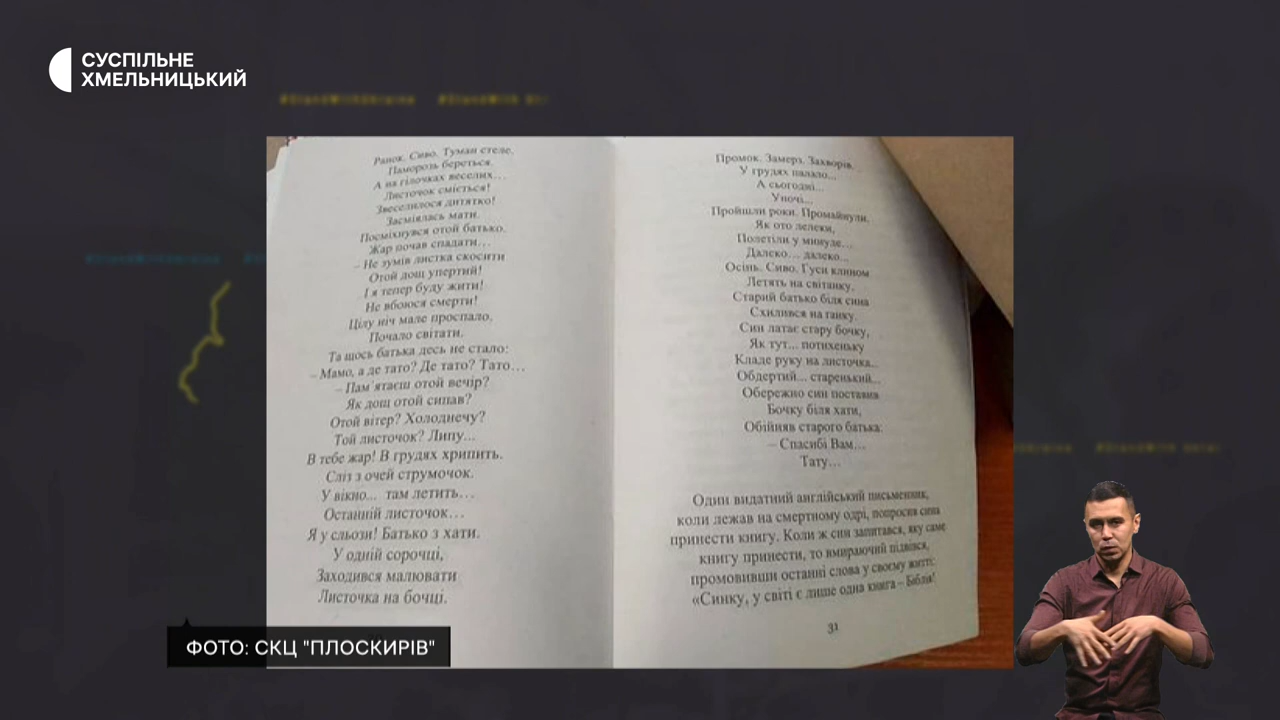 СУСПІЛЬНЕ
ХМЕЛЬНИЦЬКИЙ
Ранок. Сиво. Туман стеле.
Паморозь береться.
А на гілочках веселих…
Листочок сміється!
Звеселилося дитятко!
Засміялась мати.
Посміхнувся отой батько.
Жар почав спадати…
– Не зумів листка скосити
Отой дощ упертий!
І я тепер буду жити!
Не вбоюся смерті!
Цілу ніч мале проспало,
Почало світати.
Та щось батька десь не стало:
– Мамо, а де тато? Де тато? Тато…
– Пам'ятаєш отой вечір?
Як дощ отой сипав?
Отой вітер? Холоднечу?
Той листочок? Липу...
В тебе жар! В грудях хрипить.
Сліз з очей струмочок.
У вікно... там летить…
Останній листочок…
Я у сльози! Батько з хати.
У одній сорочці,
Заходився малювати
Листочка на бочці.
Промок. Замерз. Захворів.
У грудях палало...
А сьогодні...
Уночі...
Пройшли роки. Промайнули,
Як ото лелеки,
Полетіли у минуле…
Далеко… далеко...
Осінь. Сиво. Гуси клином
Летять на світанку.
Старий батько біля сина
Схилився на ганку.
Син латає стару бочку,
Як тут... потихеньку
Кладе руку на листочка...
Обдертий... старенький...
Обережно син поставив
Бочку біля хати,
Обійняв старого батька:
– Спасибі Вам…
Тату…
Один видатний англійський письменник,
коли лежав на смертному одрі, попросив сина
принести книгу. Коли ж син запитався, яку саме
книгу принести, то вмираючий підвівся,
промовивши останні слова у своєму житті:
«Синку, у світі є лише одна книга – Біблія!
31
ФОТО: СКЦ "ПЛОСКИРІВ"